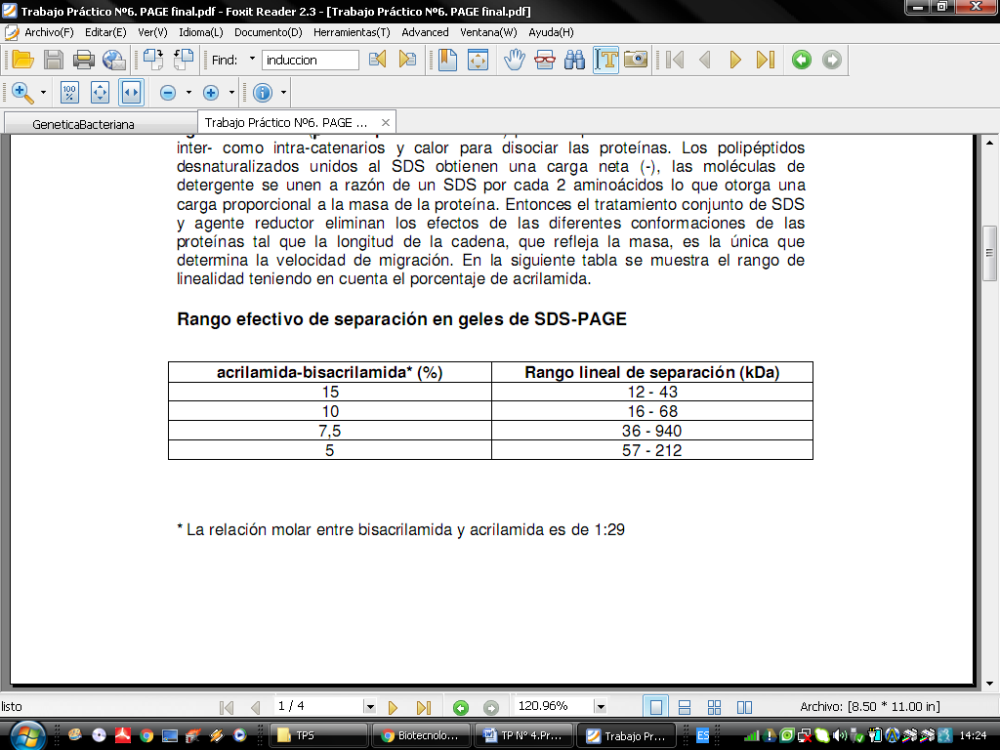 Trabajo Práctico Nº6. PAGE final.pdf - Foxit Reader 2.3 - [Trabajo Práctico Nº6. PAGE final.pdf]
Archivo(F) Editar(E) Ver(V) Idioma(L) Documento(D) Herramientas(T) Advanced Ventana(W) Ayuda(H)
Find: induccion
100 %
GeneticaBacteriana Trabajo Práctico Nº6. PAGE ...
inter- como intra-catenarios y calor para disociar las proteínas. Los polipéptidos
desnaturalizados unidos al SDS obtienen una carga neta (-), las moléculas de
detergente se unen a razón de un SDS por cada 2 aminoácidos lo que otorga una
carga proporcional a la masa de la proteína. Entonces el tratamiento conjunto de SDS
y agente reductor eliminan los efectos de las diferentes conformaciones de las
proteínas tal que la longitud de la cadena, que refleja la masa, es la única que
determina la velocidad de migración. En la siguiente tabla se muestra el rango de
linealidad teniendo en cuenta el porcentaje de acrilamida.
Rango efectivo de separación en geles de SDS-PAGE
acrilamida-bisacrilamida* (%) Rango lineal de separación (kDa)
15 12 - 43
10 16 - 68
7,5 36 - 940
5 57 - 212
* La relación molar entre bisacrilamida y acrilamida es de 1:29
listo 1 / 4 120.96% Archivo: [8.50 * 11.00 in]
TPS Biotecnolo... TP Nº 4.Pr... Trabajo Pr... ES 14:24